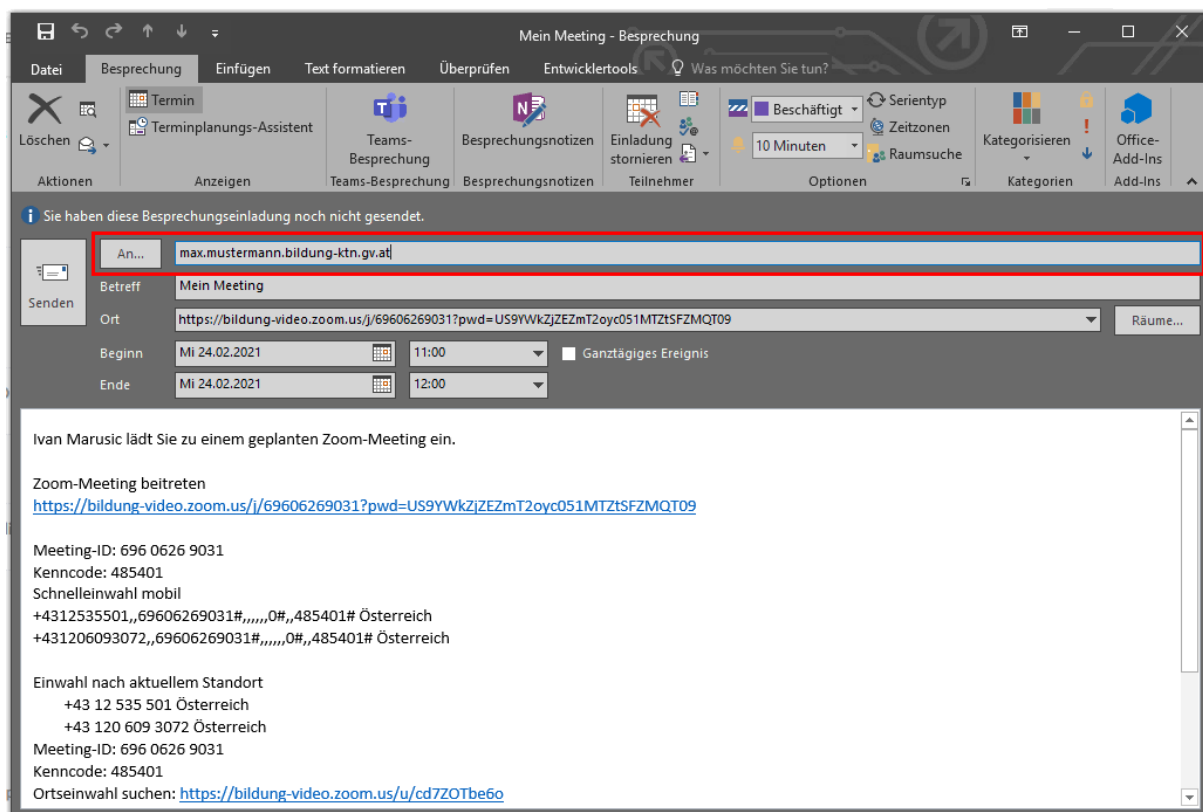 Mein Meeting - Besprechung
Datei Besprechung Einfügen Text formatieren Überprüfen Entwicklertools Was möchten Sie tun?
Löschen
Aktionen
Termin
Terminplanungs-Assistent
Anzeigen
Teams-
Besprechung
Teams-Besprechung
Besprechungsnotizen
Besprechungsnotizen
Einladung
stornieren
Teilnehmer
Beschäftigt
10 Minuten
Serientyp
Zeitzonen
Raumsuche
Optionen
Kategorisieren
Kategorien
Office-
Add-Ins
Add-Ins
Sie haben diese Besprechungseinladung noch nicht gesendet.
Senden
An... max.mustermann.bildung-ktn.gv.at
Betreff Mein Meeting
Ort https://bildung-video.zoom.us/j/69606269031?pwd=US9YWkZjZEZmT2oyc051MTZtSFZMQT09 Räume...
Beginn Mi 24.02.2021 11:00 Ganztägiges Ereignis
Ende Mi 24.02.2021 12:00
Ivan Marusic lädt Sie zu einem geplanten Zoom-Meeting ein.
Zoom-Meeting beitreten
https://bildung-video.zoom.us/j/69606269031?pwd=US9YWkZjZEZmT2oyc051MTZtSFZMQT09
Meeting-ID: 696 0626 9031
Kenncode: 485401
Schnelleinwahl mobil
+4312535501,,69606269031#,,,,,,0#,,485401# Österreich
+431206093072,,69606269031#,,,,,,0#,,485401# Österreich
Einwahl nach aktuellem Standort
+43 12 535 501 Österreich
+43 120 609 3072 Österreich
Meeting-ID: 696 0626 9031
Kenncode: 485401
Ortseinwahl suchen: https://bildung-video.zoom.us/u/cd7ZOTbe6o